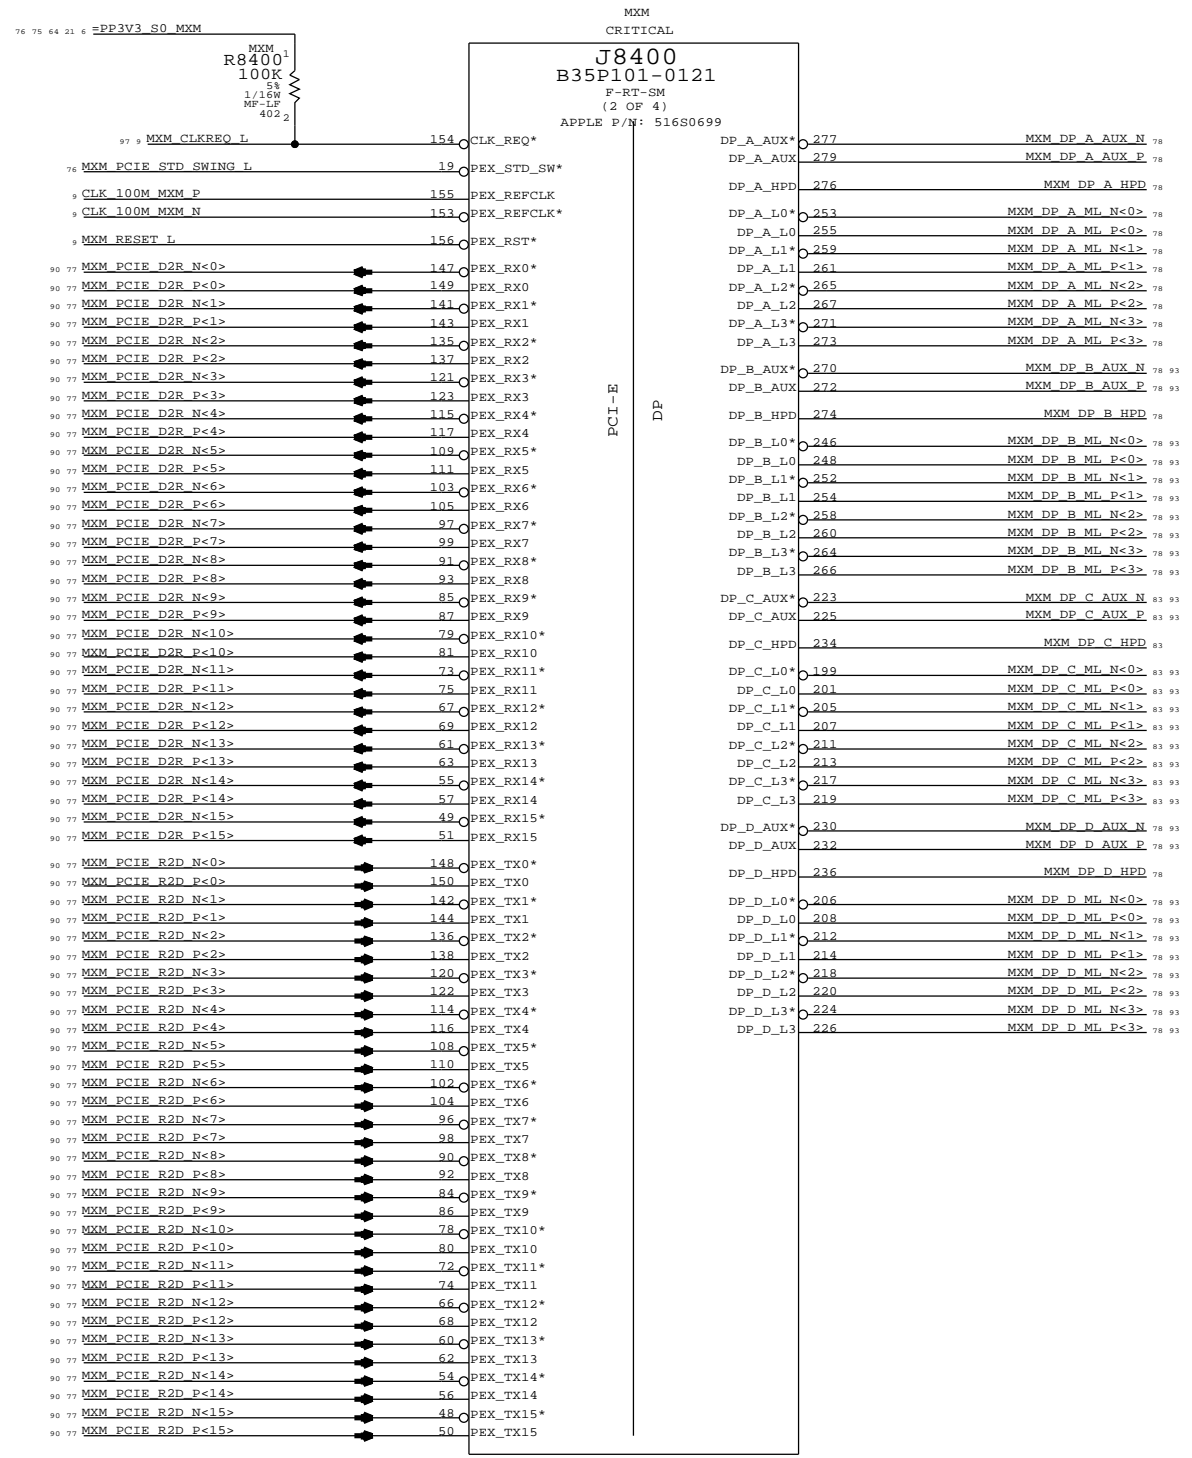 MXM
CRITICAL
J8400
B35P101-0121
F-RT-SM
(2 OF 4)
APPLE P/N: 516S0699
76 75 64 21 6 =PP3V3_S0_MXM
MXM
R8400 1
100K
5%
1/16W
MF-LF
402 2
PCI-E
DP
97 9 MXM_CLKREQ_L 154 CLK_REQ*
76 MXM_PCIE_STD_SWING_L 19 PEX_STD_SW*
9 CLK_100M_MXM_P 155 PEX_REFCLK
9 CLK_100M_MXM_N 153 PEX_REFCLK*
9 MXM_RESET_L 156 PEX_RST*
90 77 MXM_PCIE_D2R_N<0> 147 PEX_RX0*
90 77 MXM_PCIE_D2R_P<0> 149 PEX_RX0
90 77 MXM_PCIE_D2R_N<1> 141 PEX_RX1*
90 77 MXM_PCIE_D2R_P<1> 143 PEX_RX1
90 77 MXM_PCIE_D2R_N<2> 135 PEX_RX2*
90 77 MXM_PCIE_D2R_P<2> 137 PEX_RX2
90 77 MXM_PCIE_D2R_N<3> 121 PEX_RX3*
90 77 MXM_PCIE_D2R_P<3> 123 PEX_RX3
90 77 MXM_PCIE_D2R_N<4> 115 PEX_RX4*
90 77 MXM_PCIE_D2R_P<4> 117 PEX_RX4
90 77 MXM_PCIE_D2R_N<5> 109 PEX_RX5*
90 77 MXM_PCIE_D2R_P<5> 111 PEX_RX5
90 77 MXM_PCIE_D2R_N<6> 103 PEX_RX6*
90 77 MXM_PCIE_D2R_P<6> 105 PEX_RX6
90 77 MXM_PCIE_D2R_N<7> 97 PEX_RX7*
90 77 MXM_PCIE_D2R_P<7> 99 PEX_RX7
90 77 MXM_PCIE_D2R_N<8> 91 PEX_RX8*
90 77 MXM_PCIE_D2R_P<8> 93 PEX_RX8
90 77 MXM_PCIE_D2R_N<9> 85 PEX_RX9*
90 77 MXM_PCIE_D2R_P<9> 87 PEX_RX9
90 77 MXM_PCIE_D2R_N<10> 79 PEX_RX10*
90 77 MXM_PCIE_D2R_P<10> 81 PEX_RX10
90 77 MXM_PCIE_D2R_N<11> 73 PEX_RX11*
90 77 MXM_PCIE_D2R_P<11> 75 PEX_RX11
90 77 MXM_PCIE_D2R_N<12> 67 PEX_RX12*
90 77 MXM_PCIE_D2R_P<12> 69 PEX_RX12
90 77 MXM_PCIE_D2R_N<13> 61 PEX_RX13*
90 77 MXM_PCIE_D2R_P<13> 63 PEX_RX13
90 77 MXM_PCIE_D2R_N<14> 55 PEX_RX14*
90 77 MXM_PCIE_D2R_P<14> 57 PEX_RX14
90 77 MXM_PCIE_D2R_N<15> 49 PEX_RX15*
90 77 MXM_PCIE_D2R_P<15> 51 PEX_RX15
90 77 MXM_PCIE_R2D_N<0> 148 PEX_TX0*
90 77 MXM_PCIE_R2D_P<0> 150 PEX_TX0
90 77 MXM_PCIE_R2D_N<1> 142 PEX_TX1*
90 77 MXM_PCIE_R2D_P<1> 144 PEX_TX1
90 77 MXM_PCIE_R2D_N<2> 136 PEX_TX2*
90 77 MXM_PCIE_R2D_P<2> 138 PEX_TX2
90 77 MXM_PCIE_R2D_N<3> 120 PEX_TX3*
90 77 MXM_PCIE_R2D_P<3> 122 PEX_TX3
90 77 MXM_PCIE_R2D_N<4> 114 PEX_TX4*
90 77 MXM_PCIE_R2D_P<4> 116 PEX_TX4
90 77 MXM_PCIE_R2D_N<5> 108 PEX_TX5*
90 77 MXM_PCIE_R2D_P<5> 110 PEX_TX5
90 77 MXM_PCIE_R2D_N<6> 102 PEX_TX6*
90 77 MXM_PCIE_R2D_P<6> 104 PEX_TX6
90 77 MXM_PCIE_R2D_N<7> 96 PEX_TX7*
90 77 MXM_PCIE_R2D_P<7> 98 PEX_TX7
90 77 MXM_PCIE_R2D_N<8> 90 PEX_TX8*
90 77 MXM_PCIE_R2D_P<8> 92 PEX_TX8
90 77 MXM_PCIE_R2D_N<9> 84 PEX_TX9*
90 77 MXM_PCIE_R2D_P<9> 86 PEX_TX9
90 77 MXM_PCIE_R2D_N<10> 78 PEX_TX10*
90 77 MXM_PCIE_R2D_P<10> 80 PEX_TX10
90 77 MXM_PCIE_R2D_N<11> 72 PEX_TX11*
90 77 MXM_PCIE_R2D_P<11> 74 PEX_TX11
90 77 MXM_PCIE_R2D_N<12> 66 PEX_TX12*
90 77 MXM_PCIE_R2D_P<12> 68 PEX_TX12
90 77 MXM_PCIE_R2D_N<13> 60 PEX_TX13*
90 77 MXM_PCIE_R2D_P<13> 62 PEX_TX13
90 77 MXM_PCIE_R2D_N<14> 54 PEX_TX14*
90 77 MXM_PCIE_R2D_P<14> 56 PEX_TX14
90 77 MXM_PCIE_R2D_N<15> 48 PEX_TX15*
90 77 MXM_PCIE_R2D_P<15> 50 PEX_TX15
DP_A_AUX* 277 MXM_DP_A_AUX_N 78
DP_A_AUX 279 MXM_DP_A_AUX_P 78
DP_A_HPD 276 MXM_DP_A_HPD 78
DP_A_L0* 253 MXM_DP_A_ML_N<0> 78
DP_A_L0 255 MXM_DP_A_ML_P<0> 78
DP_A_L1* 259 MXM_DP_A_ML_N<1> 78
DP_A_L1 261 MXM_DP_A_ML_P<1> 78
DP_A_L2* 265 MXM_DP_A_ML_N<2> 78
DP_A_L2 267 MXM_DP_A_ML_P<2> 78
DP_A_L3* 271 MXM_DP_A_ML_N<3> 78
DP_A_L3 273 MXM_DP_A_ML_P<3> 78
DP_B_AUX* 270 MXM_DP_B_AUX_N 78 93
DP_B_AUX 272 MXM_DP_B_AUX_P 78 93
DP_B_HPD 274 MXM_DP_B_HPD 78
DP_B_L0* 246 MXM_DP_B_ML_N<0> 78 93
DP_B_L0 248 MXM_DP_B_ML_P<0> 78 93
DP_B_L1* 252 MXM_DP_B_ML_N<1> 78 93
DP_B_L1 254 MXM_DP_B_ML_P<1> 78 93
DP_B_L2* 258 MXM_DP_B_ML_N<2> 78 93
DP_B_L2 260 MXM_DP_B_ML_P<2> 78 93
DP_B_L3* 264 MXM_DP_B_ML_N<3> 78 93
DP_B_L3 266 MXM_DP_B_ML_P<3> 78 93
DP_C_AUX* 223 MXM_DP_C_AUX_N 83 93
DP_C_AUX 225 MXM_DP_C_AUX_P 83 93
DP_C_HPD 234 MXM_DP_C_HPD 83
DP_C_L0* 199 MXM_DP_C_ML_N<0> 83 93
DP_C_L0 201 MXM_DP_C_ML_P<0> 83 93
DP_C_L1* 205 MXM_DP_C_ML_N<1> 83 93
DP_C_L1 207 MXM_DP_C_ML_P<1> 83 93
DP_C_L2* 211 MXM_DP_C_ML_N<2> 83 93
DP_C_L2 213 MXM_DP_C_ML_P<2> 83 93
DP_C_L3* 217 MXM_DP_C_ML_N<3> 83 93
DP_C_L3 219 MXM_DP_C_ML_P<3> 83 93
DP_D_AUX* 230 MXM_DP_D_AUX_N 78 93
DP_D_AUX 232 MXM_DP_D_AUX_P 78 93
DP_D_HPD 236 MXM_DP_D_HPD 78
DP_D_L0* 206 MXM_DP_D_ML_N<0> 78 93
DP_D_L0 208 MXM_DP_D_ML_P<0> 78 93
DP_D_L1* 212 MXM_DP_D_ML_N<1> 78 93
DP_D_L1 214 MXM_DP_D_ML_P<1> 78 93
DP_D_L2* 218 MXM_DP_D_ML_N<2> 78 93
DP_D_L2 220 MXM_DP_D_ML_P<2> 78 93
DP_D_L3* 224 MXM_DP_D_ML_N<3> 78 93
DP_D_L3 226 MXM_DP_D_ML_P<3> 78 93